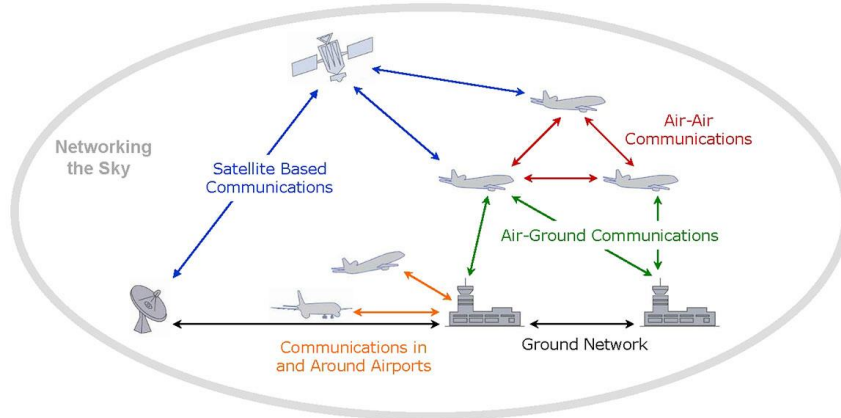 Networking
the Sky
Satellite Based
Communications
Air-Air
Communications
Air-Ground Communications
Communications in
and Around Airports
Ground Network